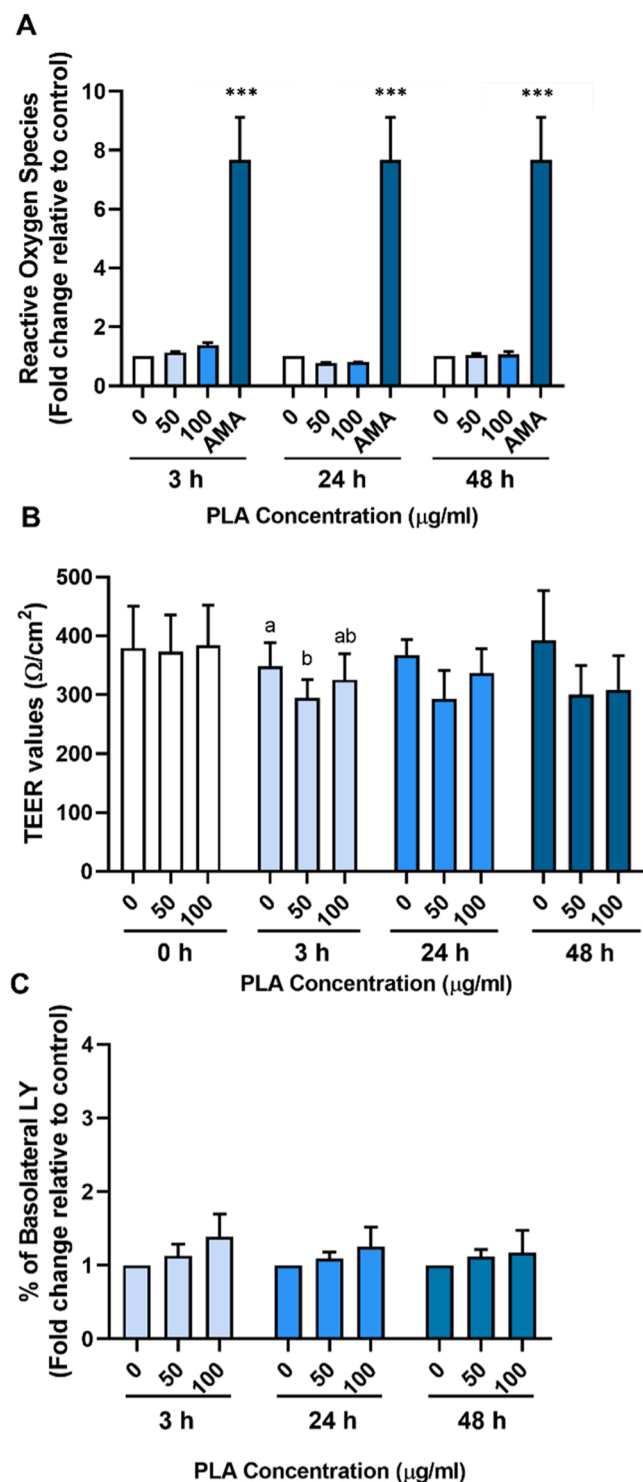 A
Reactive Oxygen Species
(Fold change relative to control)
10
8
6
4
2
0
***
***
***
0
50
100
AMA
0
50
100
AMA
0
50
100
AMA
3 h
24 h
48 h
PLA Concentration (μg/ml)
B
TEER values (Ω/cm²)
500
400
300
200
100
0
a
b
ab
0
50
100
0
50
100
0
50
100
0
50
100
0 h
3 h
24 h
48 h
PLA Concentration (μg/ml)
C
% of Basolateral LY
(Fold change relative to control)
4
3
2
1
0
0
50
100
0
50
100
0
50
100
3 h
24 h
48 h
PLA Concentration (μg/ml)